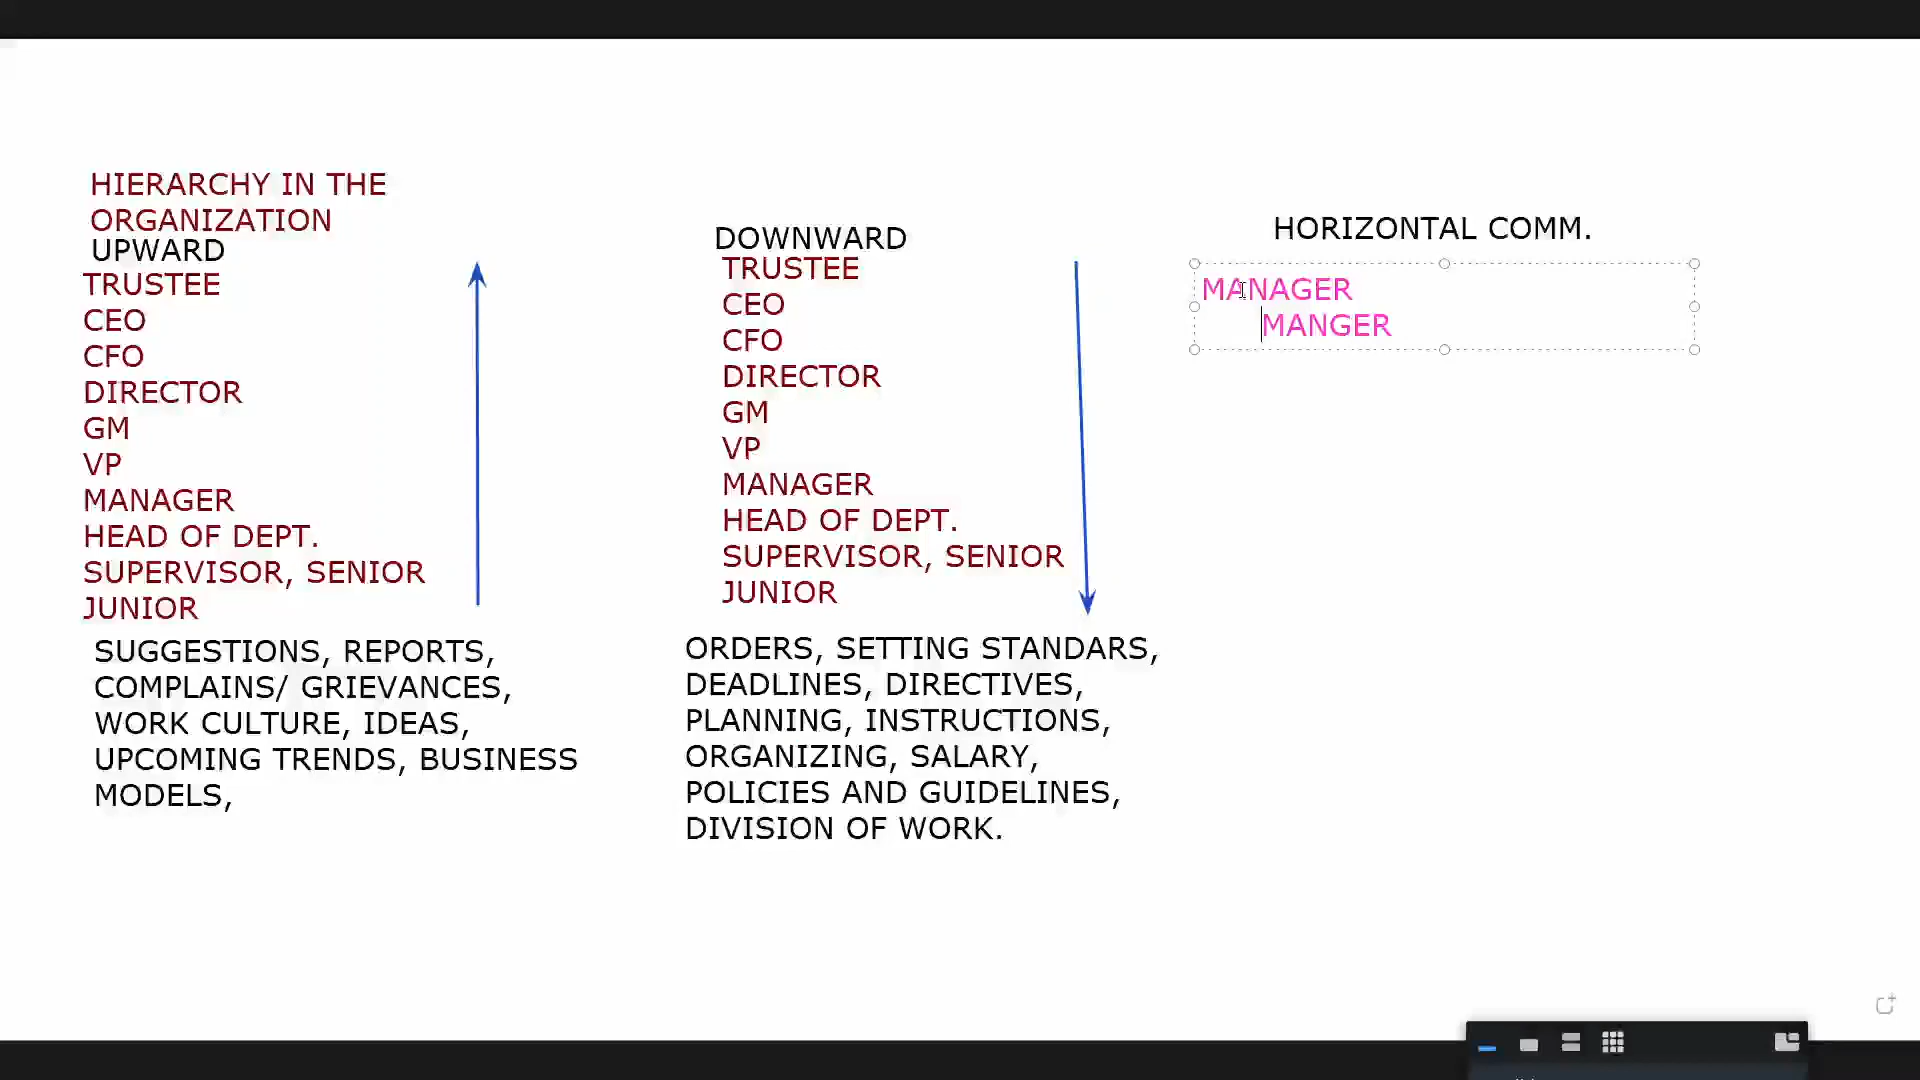 HIERARCHY IN THE
ORGANIZATION
UPWARD
TRUSTEE
CEO
CFO
DIRECTOR
GM
VP
MANAGER
HEAD OF DEPT.
SUPERVISOR, SENIOR
JUNIOR
SUGGESTIONS, REPORTS,
COMPLAINS/ GRIEVANCES,
WORK CULTURE, IDEAS,
UPCOMING TRENDS, BUSINESS
MODELS,
DOWNWARD
TRUSTEE
CEO
CFO
DIRECTOR
GM
VP
MANAGER
HEAD OF DEPT.
SUPERVISOR, SENIOR
JUNIOR
ORDERS, SETTING STANDARS,
DEADLINES, DIRECTIVES,
PLANNING, INSTRUCTIONS,
ORGANIZING, SALARY,
POLICIES AND GUIDELINES,
DIVISION OF WORK.
HORIZONTAL COMM.
MANAGER
MANGER